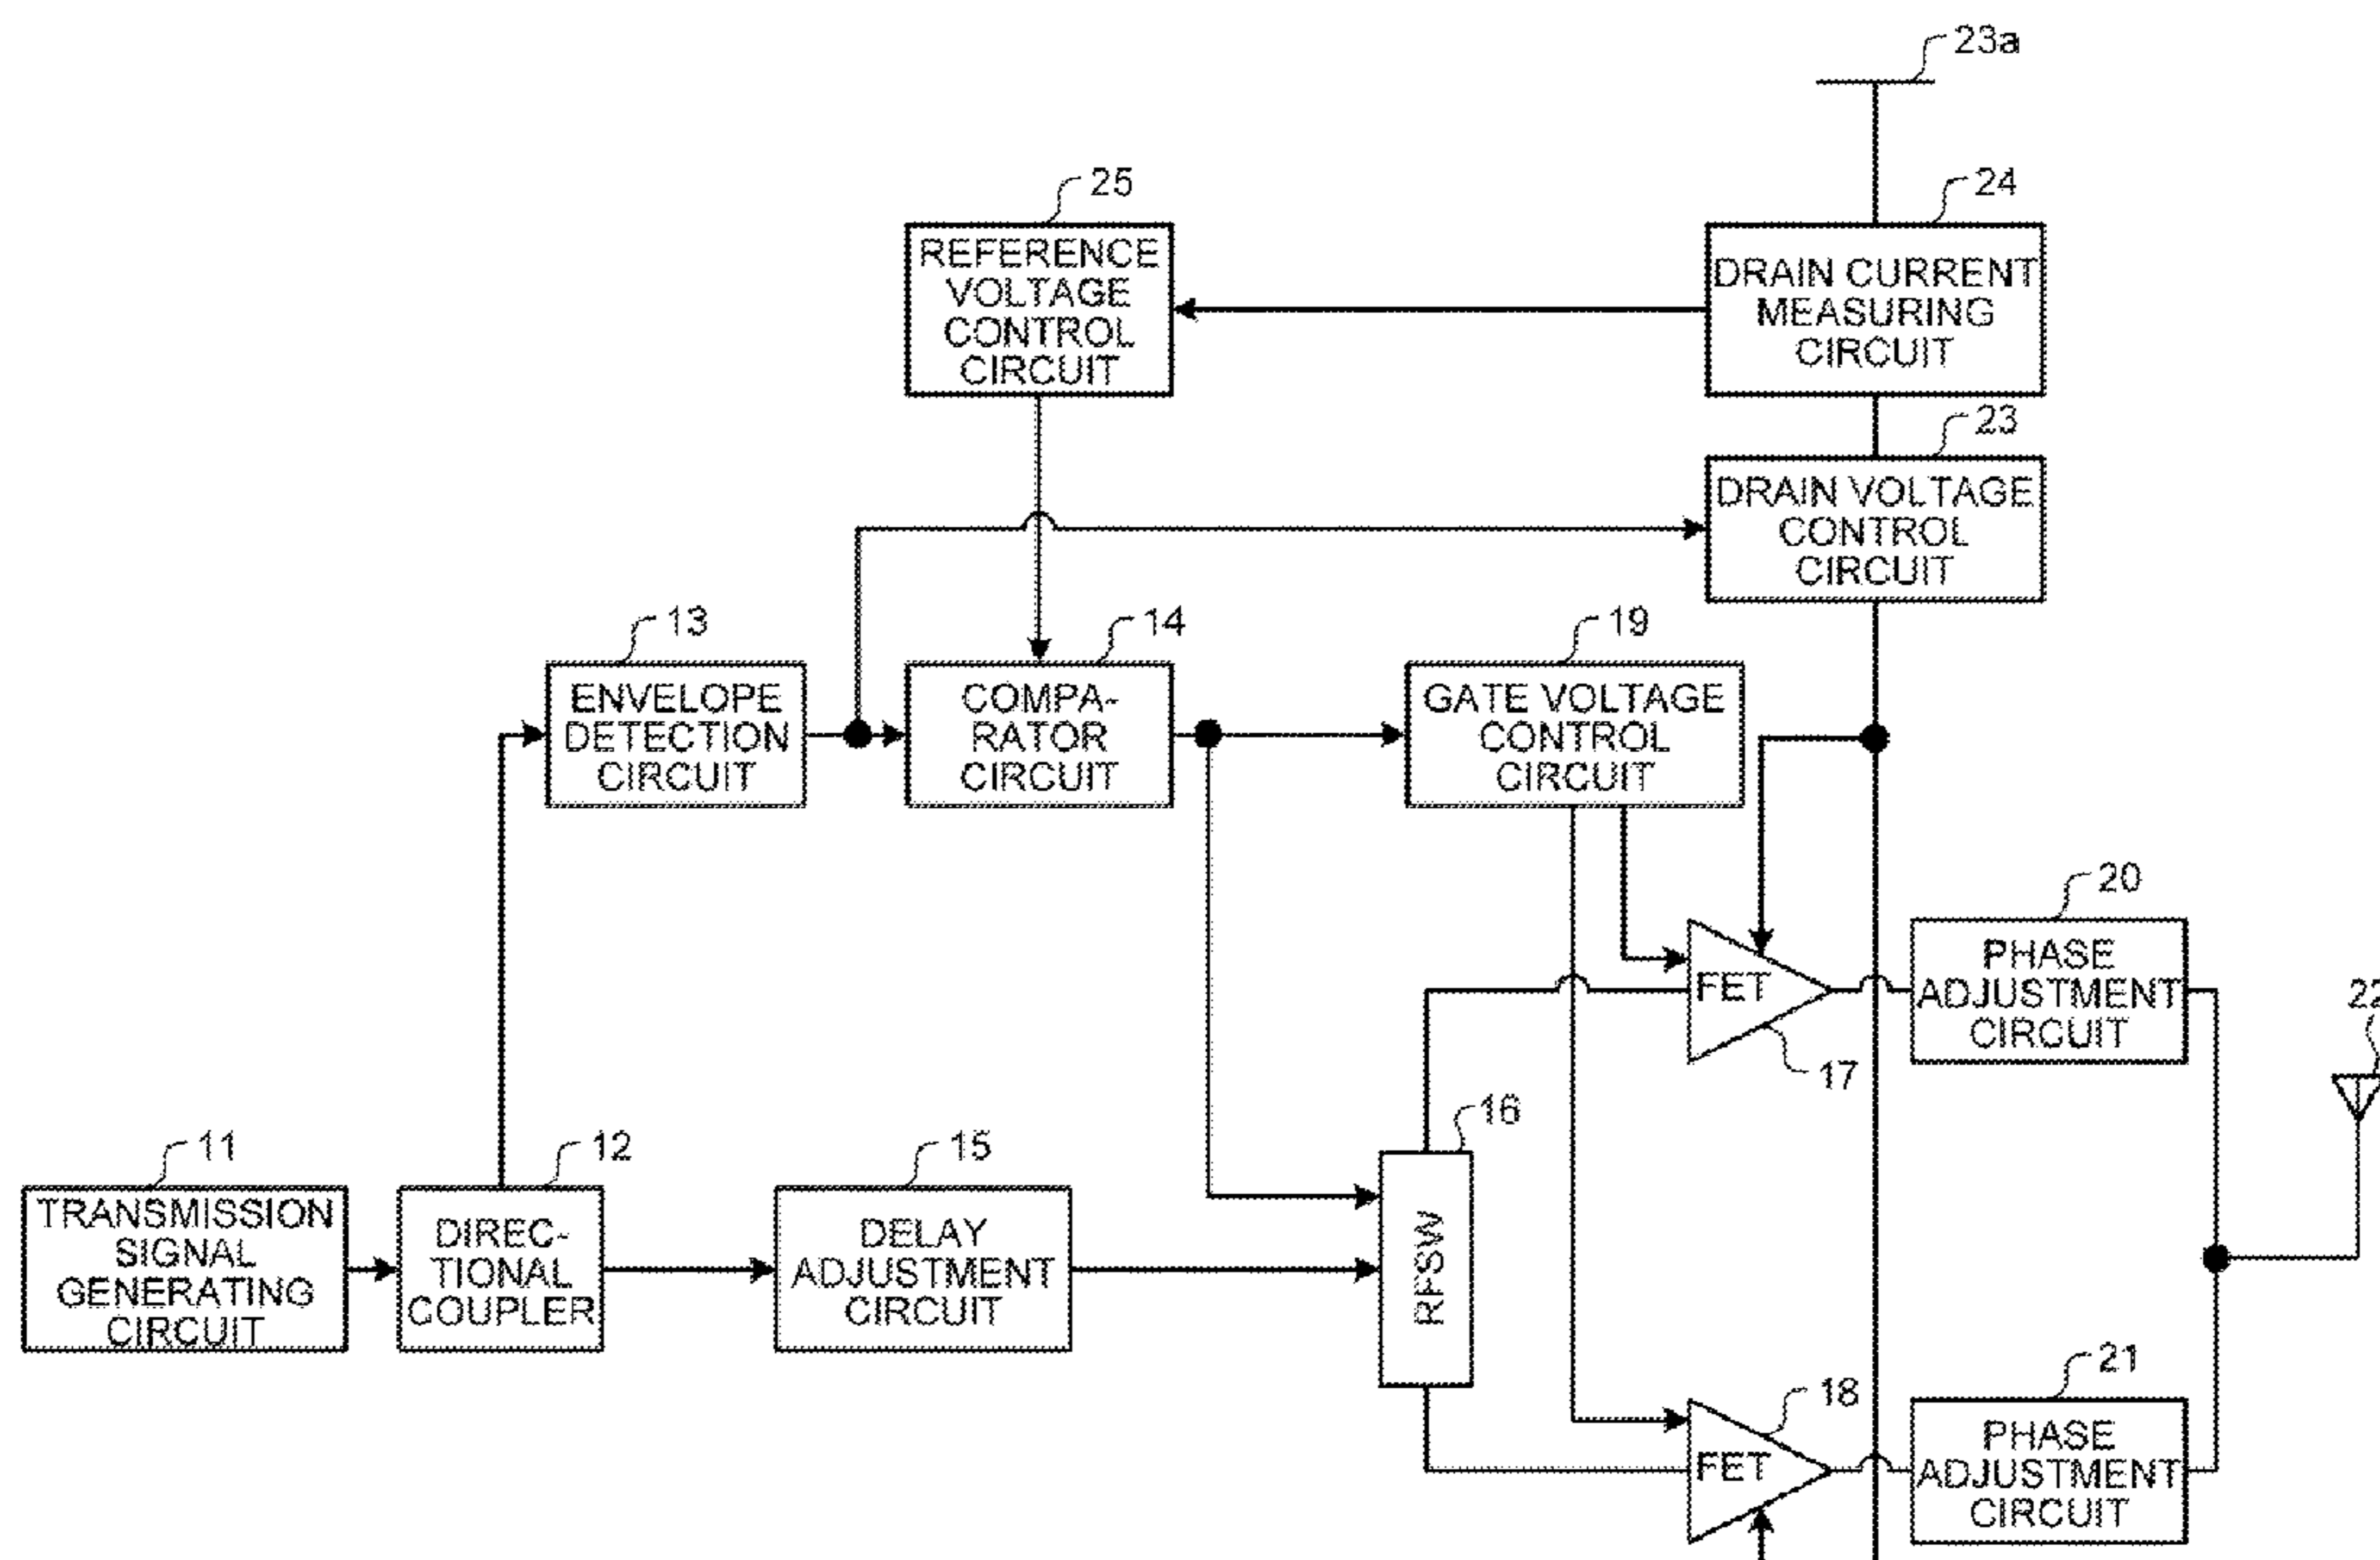 23a
25
24
REFERENCE
VOLTAGE
CONTROL
CIRCUIT
DRAIN CURRENT
MEASURING
CIRCUIT
23
DRAIN VOLTAGE
CONTROL
CIRCUIT
13
14
19
ENVELOPE
DETECTION
CIRCUIT
COMPA-
RATOR
CIRCUIT
GATE VOLTAGE
CONTROL
CIRCUIT
20
FET
PHASE
ADJUSTMENT
CIRCUIT
22
17
16
11
12
15
TRANSMISSION
SIGNAL
GENERATING
CIRCUIT
DIREC-
TIONAL
COUPLER
DELAY
ADJUSTMENT
CIRCUIT
RFSW
21
18
FET
PHASE
ADJUSTMENT
CIRCUIT